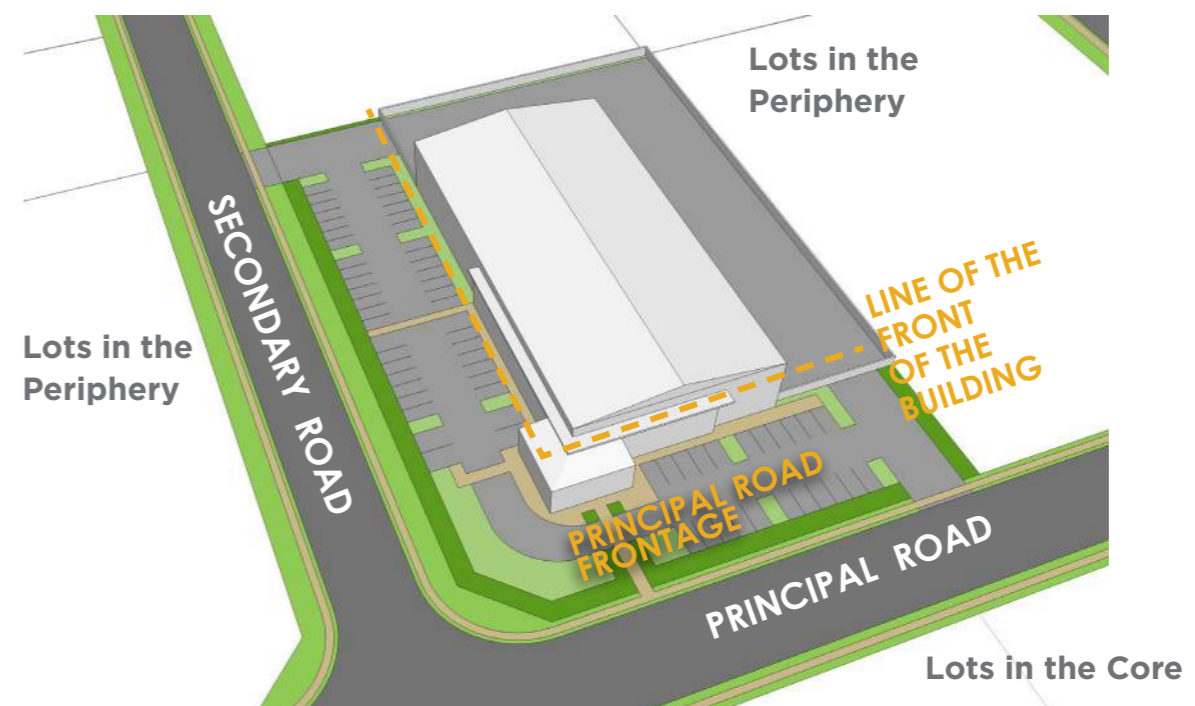 Lots in the
Periphery
SECONDARY ROAD
LINE OF THE
FRONT
OF THE
BUILDING
Lots in the
Periphery
PRINCIPAL ROAD
FRONTAGE
PRINCIPAL ROAD
Lots in the Core